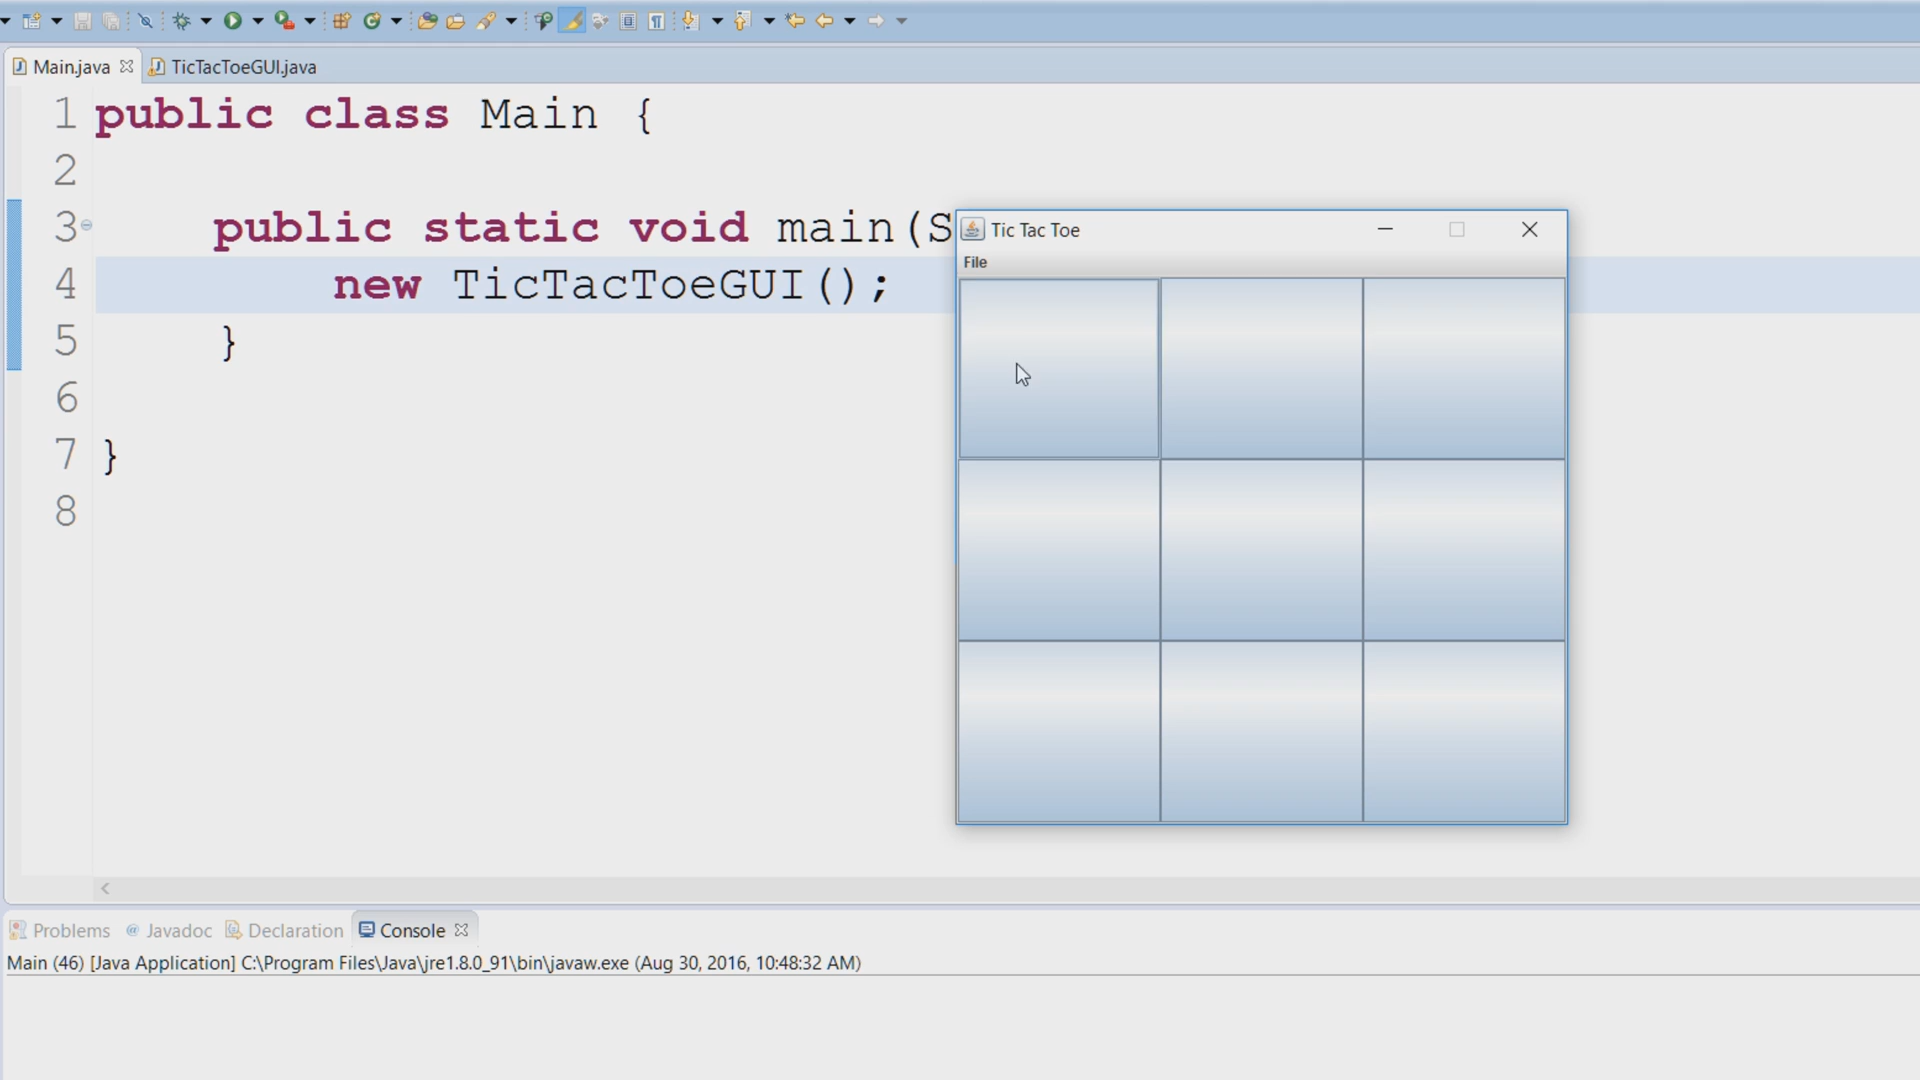 Main.java
TicTacToeGUI.java
1 public class Main {
2
3 public static void main(S
4 new TicTacToeGUI();
5 }
6
7 }
8
Tic Tac Toe
File
Problems @ Javadoc Declaration Console
Main (46) [Java Application] C:\Program Files\Java\jre1.8.0_91\bin\javaw.exe (Aug 30, 2016, 10:48:32 AM)